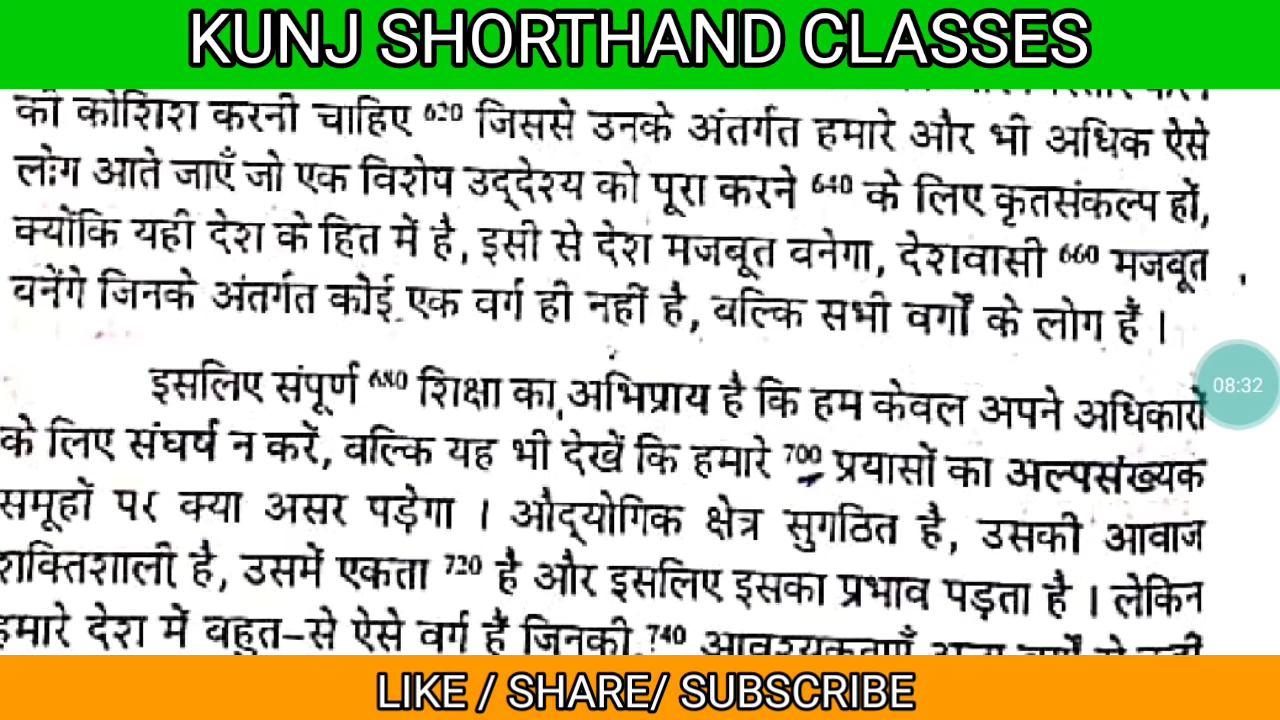 KUNJ SHORTHAND CLASSES
की कोशिश करनी चाहिए 620 जिससे उनके अंतर्गत हमारे और भी अधिक ऐसे
लोग आते जाएँ जो एक विशेष उद्देश्य को पूरा करने 640 के लिए कृतसंकल्प हों,
क्योंकि यही देश के हित में है, इसी से देश मजबूत बनेगा, देशवासी 660 मजबूत
बनेंगे जिनके अंतर्गत कोई एक वर्ग ही नहीं है, बल्कि सभी वर्गों के लोग हैं ।
इसलिए संपूर्ण 680 शिक्षा का अभिप्राय है कि हम केवल अपने अधिकारों
08:32
के लिए संघर्ष न करें, बल्कि यह भी देखें कि हमारे 700 प्रयासों का अल्पसंख्यक
समूहों पर क्या असर पड़ेगा । औद्योगिक क्षेत्र सुगठित है, उसकी आवाज
शक्तिशाली है, उसमें एकता 720 है और इसलिए इसका प्रभाव पड़ता है । लेकिन
हमारे देश में बहुत-से ऐसे वर्ग हैं जिनकी 740 आवश्यकताएँ अन्य वर्गों से
LIKE / SHARE/ SUBSCRIBE